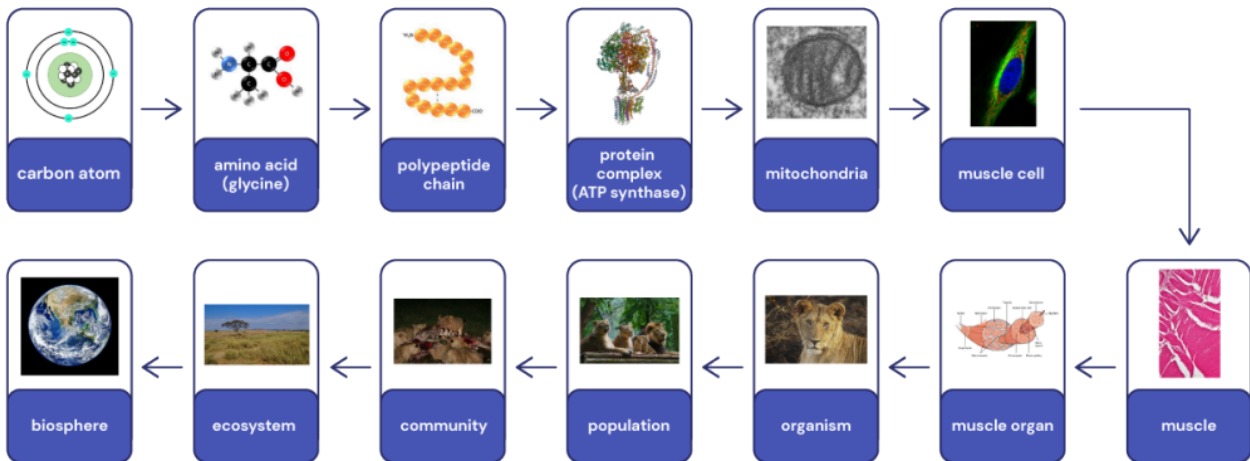 carbon atom
amino acid
(glycine)
polypeptide
chain
protein
complex
(ATP synthase)
mitochondria
muscle cell
muscle
muscle organ
organism
population
community
ecosystem
biosphere